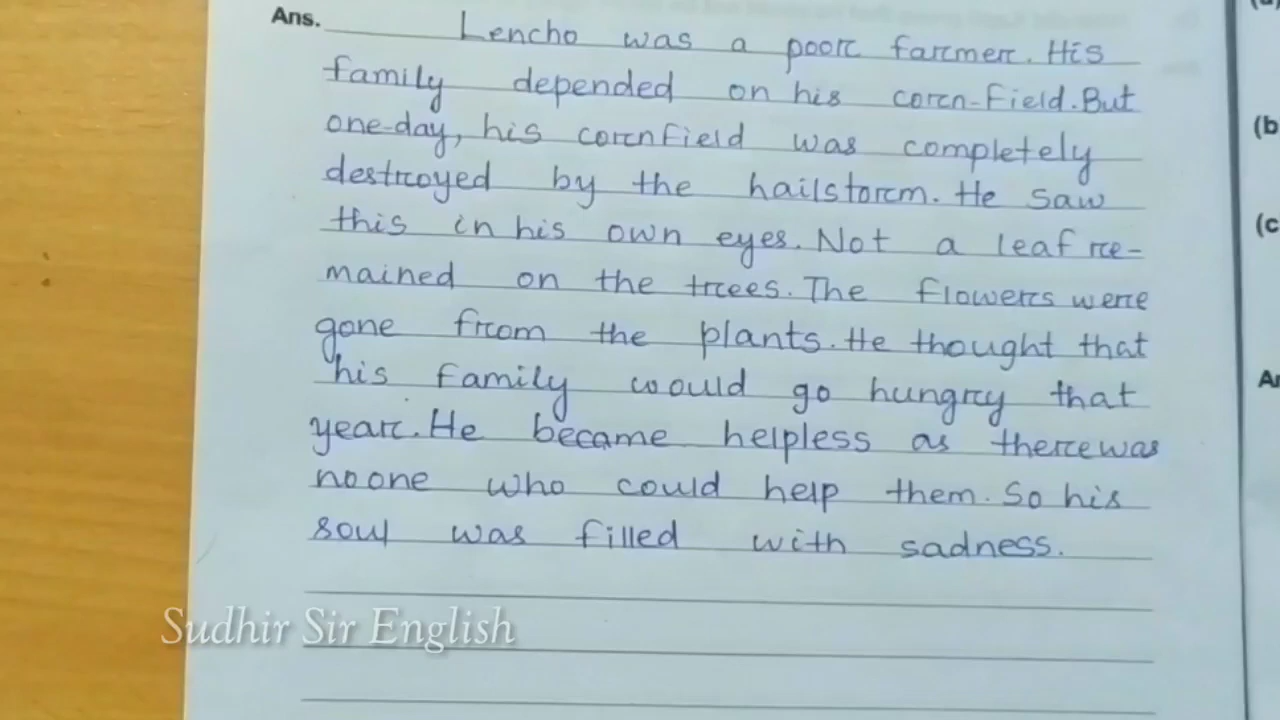 Ans. Lencho was a poor farmer. His
family depended on his corn-field. But
one-day, his cornfield was completely
destroyed by the hailstorm. He saw
this in his own eyes. Not a leaf re-
mained on the trees. The flowers were
gone from the plants. He thought that
his family would go hungry that
year. He became helpless as there was
no one who could help them. So his
soul was filled with sadness.
Sudhir Sir English
(b
(c